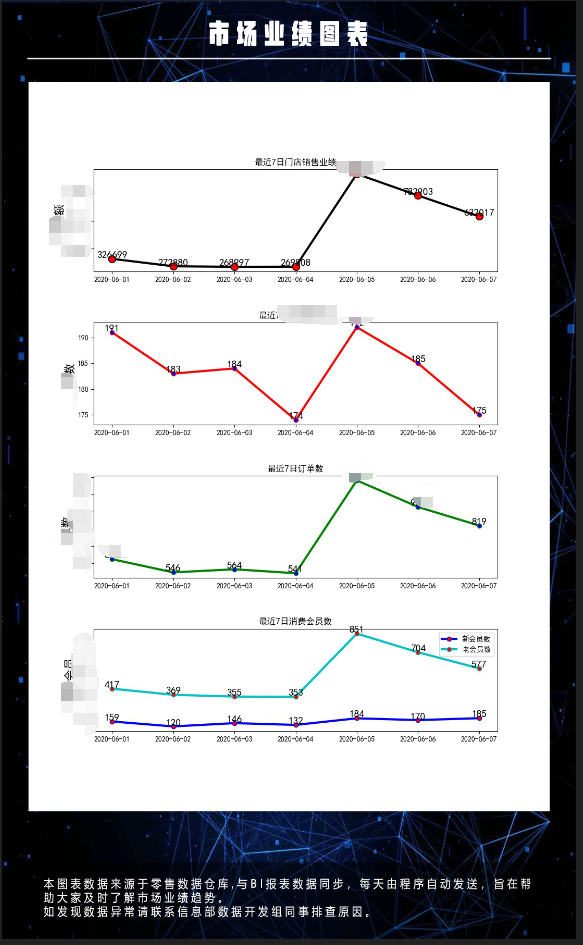 市场业绩图表
最近7日门店销售业绩
额
326699 272880 268997 269808 782903 632017
2020-06-01 2020-06-02 2020-06-03 2020-06-04 2020-06-05 2020-06-06 2020-06-07
最近
数
190
185
180
175
191 183 184 174 185 175
2020-06-01 2020-06-02 2020-06-03 2020-06-04 2020-06-05 2020-06-06 2020-06-07
最近7日订单数
数
546 564 541 819
2020-06-01 2020-06-02 2020-06-03 2020-06-04 2020-06-05 2020-06-06 2020-06-07
最近7日消费会员数
会员
新会员数
老会员数
417 369 355 353 851 704 577
159 120 146 132 184 170 185
2020-06-01 2020-06-02 2020-06-03 2020-06-04 2020-06-05 2020-06-06 2020-06-07
本图表数据来源于零售数据仓库,与BI报表数据同步，每天由程序自动发送，旨在帮
助大家及时了解市场业绩趋势。
如发现数据异常请联系信息部数据开发组同事排查原因。